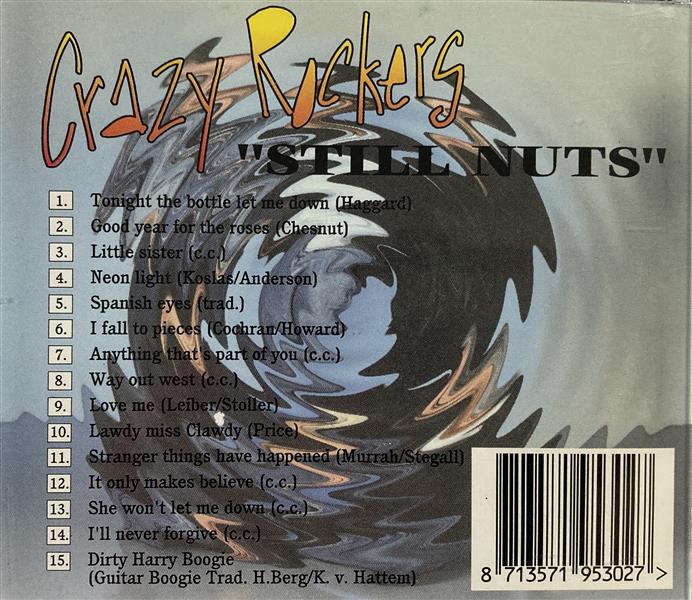 Crazy Rockers
"STILL NUTS"
1. Tonight the bottle let me down (Haggard)
2. Good year for the roses (Chesnut)
3. Little sister (c.c.)
4. Neon light (Koslas/Anderson)
5. Spanish eyes (trad.)
6. I fall to pieces (Cochran/Howard)
7. Anything that's part of you (c.c.)
8. Way out west (c.c.)
9. Love me (Leiber/Stoller)
10. Lawdy miss Clawdy (Price)
11. Stranger things have happened (Murrah/Stegall)
12. It only makes believe (c.c.)
13. She won't let me down (c.c.)
14. I'll never forgive (c.c.)
15. Dirty Harry Boogie
(Guitar Boogie Trad. H.Berg/K. v. Hattem)
8 713571 953027 >